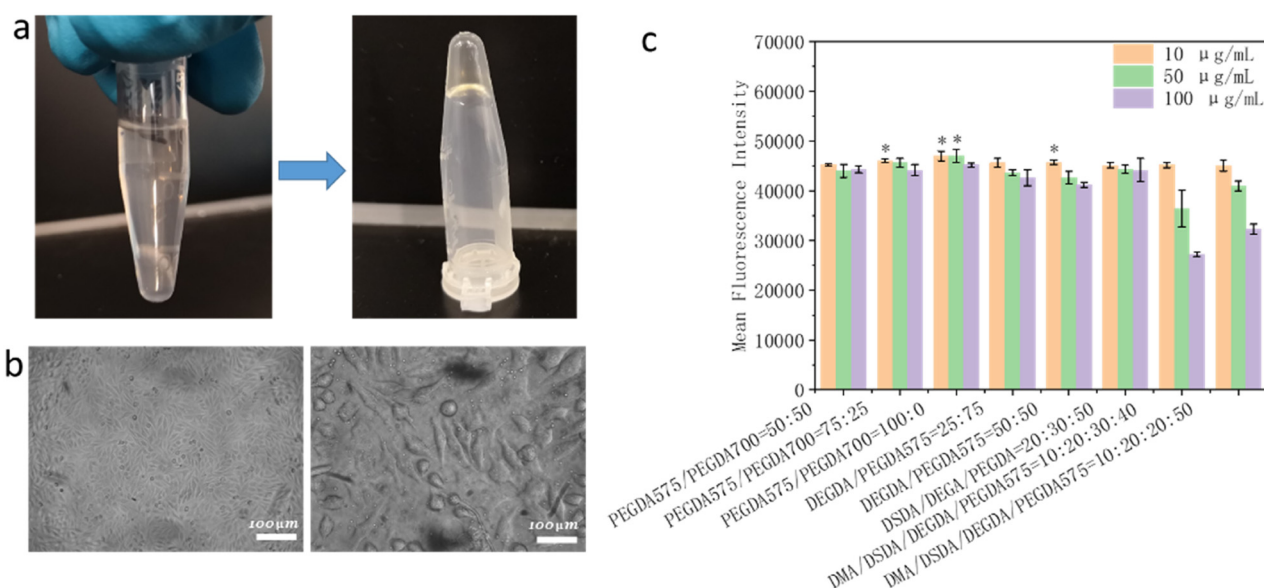 a
b
100μm
100μm
c
Mean Fluorescence Intensity
70000
60000
50000
40000
30000
20000
10000
0
10 μg/mL
50 μg/mL
100 μg/mL
*
* *
*
PEGDA575/PEGDA700=50:50
PEGDA575/PEGDA700=75:25
PEGDA575/PEGDA700=100:0
DEGDA/PEGDA575=25:75
DEGDA/PEGDA575=50:50
DSDA/DEGA/PEGDA=20:30:50
DMA/DSDA/DEGDA/PEGDA575=10:20:30:40
DMA/DSDA/DEGDA/PEGDA575=10:20:20:50